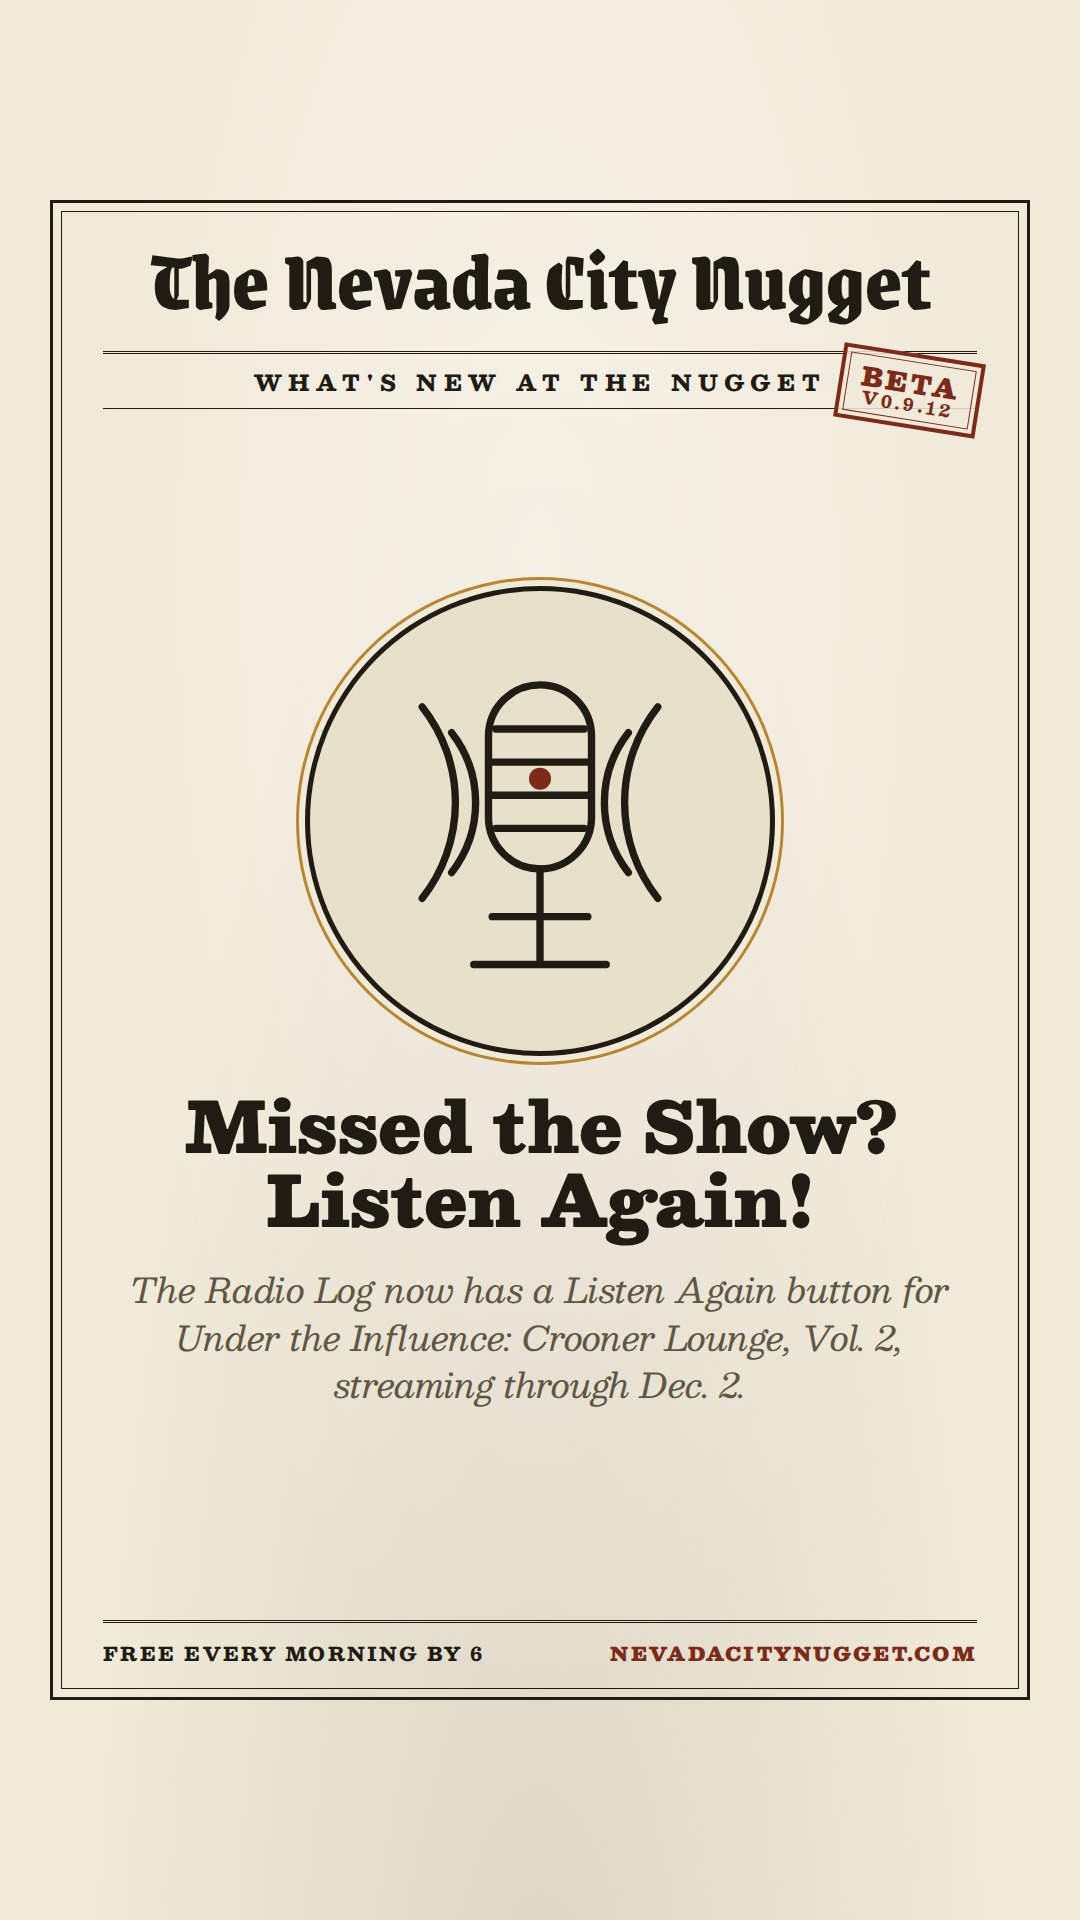 The Nevada City Nugget
WHAT'S NEW AT THE NUGGET
BETA
V0.9.12
Missed the Show?
Listen Again!
The Radio Log now has a Listen Again button for
Under the Influence: Crooner Lounge, Vol. 2,
streaming through Dec. 2.
FREE EVERY MORNING BY 6
NEVADACITYNUGGET.COM